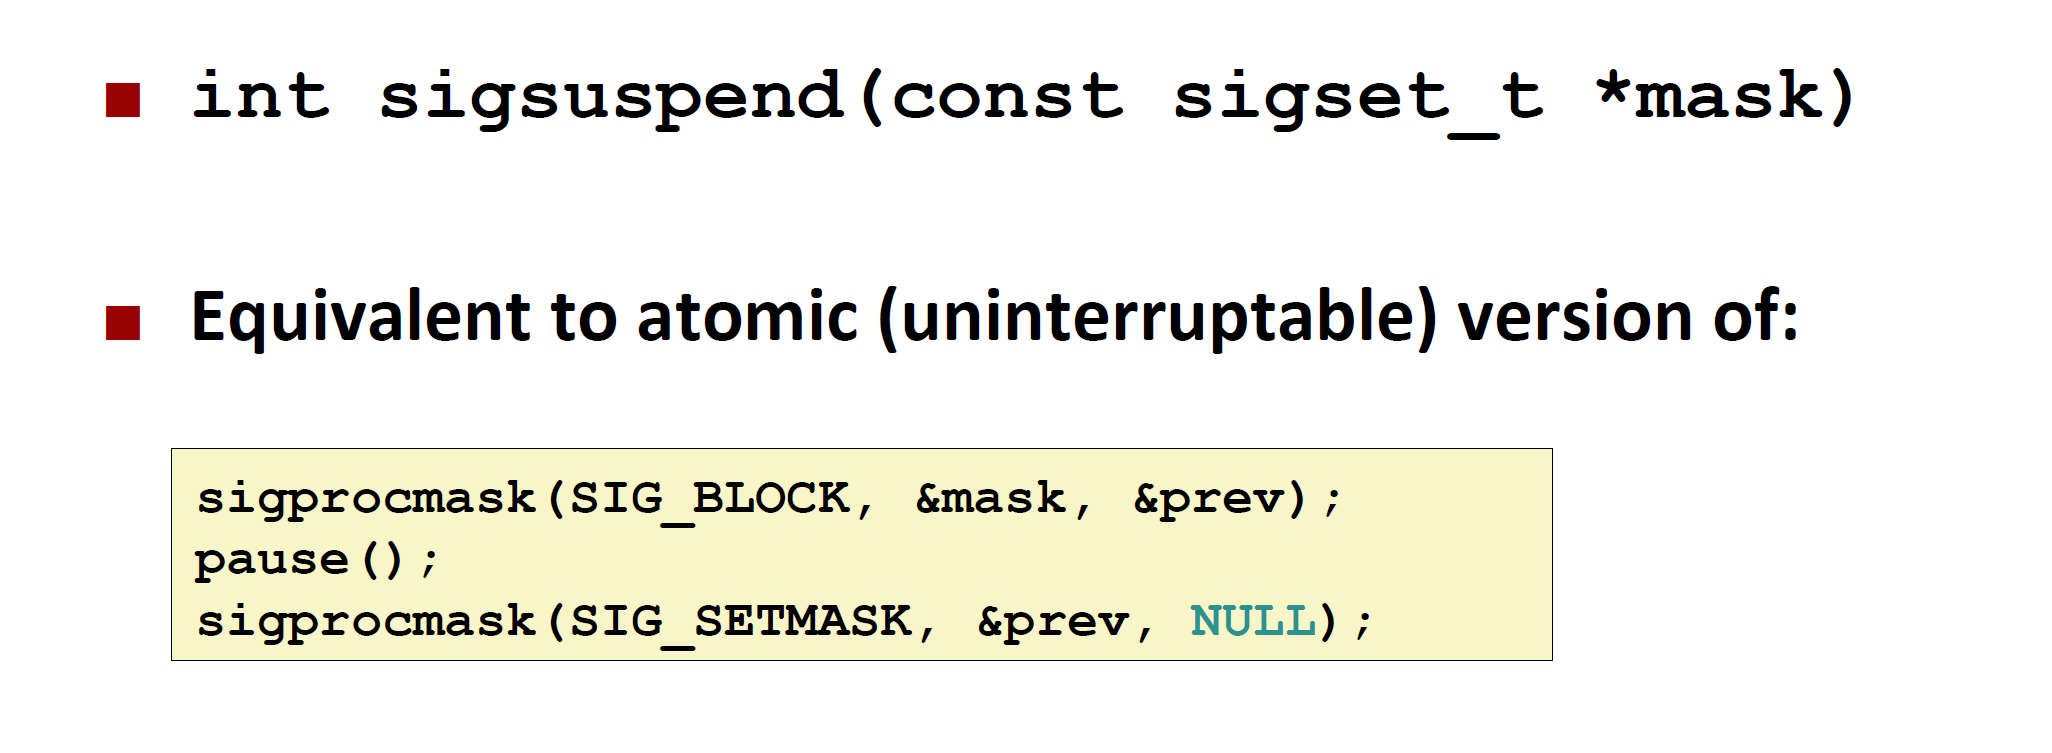 int sigsuspend(const sigset_t *mask)
Equivalent to atomic (uninterruptable) version of:
sigprocmask(SIG_BLOCK, &mask, &prev);
pause();
sigprocmask(SIG_SETMASK, &prev, NULL);